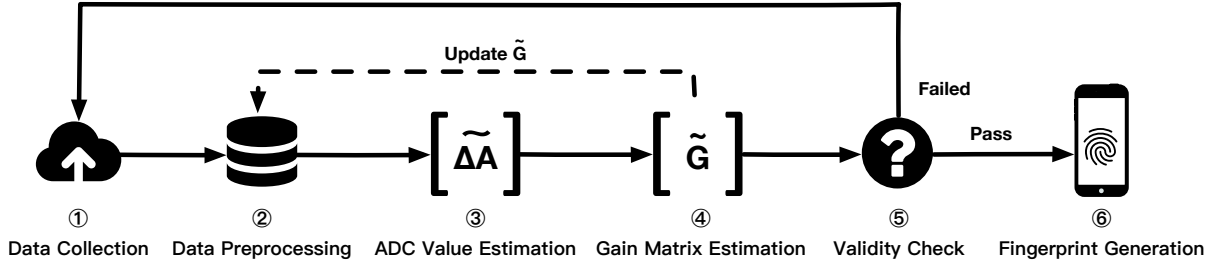 Update G̃
Failed
Pass
[ΔA͠]
[G̃]
?
① ② ③ ④ ⑤ ⑥
Data Collection Data Preprocessing ADC Value Estimation Gain Matrix Estimation Validity Check Fingerprint Generation